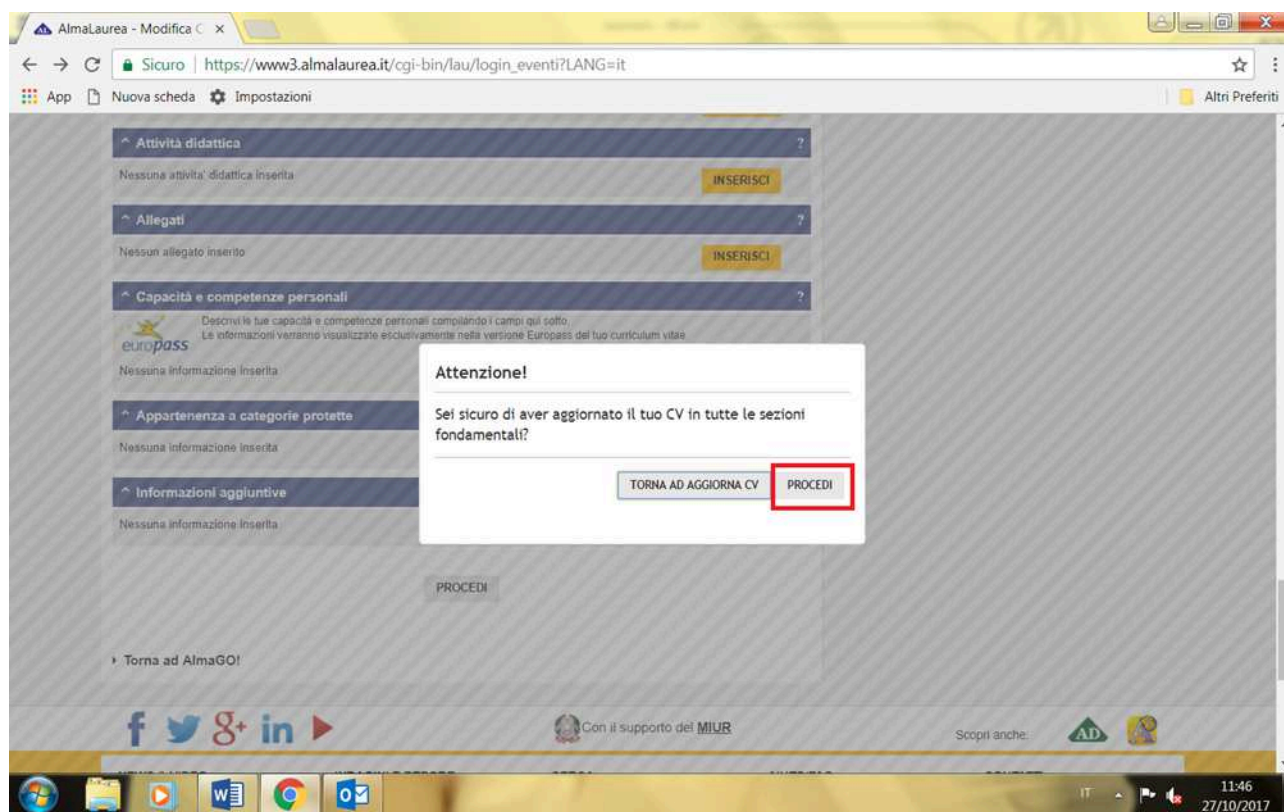 AlmaLaurea - Modifica C
Sicuro | https://www3.almalaurea.it/cgi-bin/lau/login_eventi?LANG=it
App Nuova scheda Impostazioni Altri Preferiti
^ Attività didattica ?
Nessuna attivita' didattica inserita INSERISCI
^ Allegati ?
Nessun allegato inserito INSERISCI
^ Capacità e competenze personali ?
Descrivi le tue capacità e competenze personali compilando i campi qui sotto.
Le informazioni verranno visualizzate esclusivamente nella versione Europass del tuo curriculum vitae
europass
Nessuna informazione inserita
^ Appartenenza a categorie protette
Nessuna informazione inserita
^ Informazioni aggiuntive
Nessuna informazione inserita
Attenzione!
Sei sicuro di aver aggiornato il tuo CV in tutte le sezioni
fondamentali?
TORNA AD AGGIORNA CV PROCEDI
PROCEDI
Torna ad AlmaGO!
Con il supporto del MIUR Scopri anche: AD
IT 11:46
27/10/2017